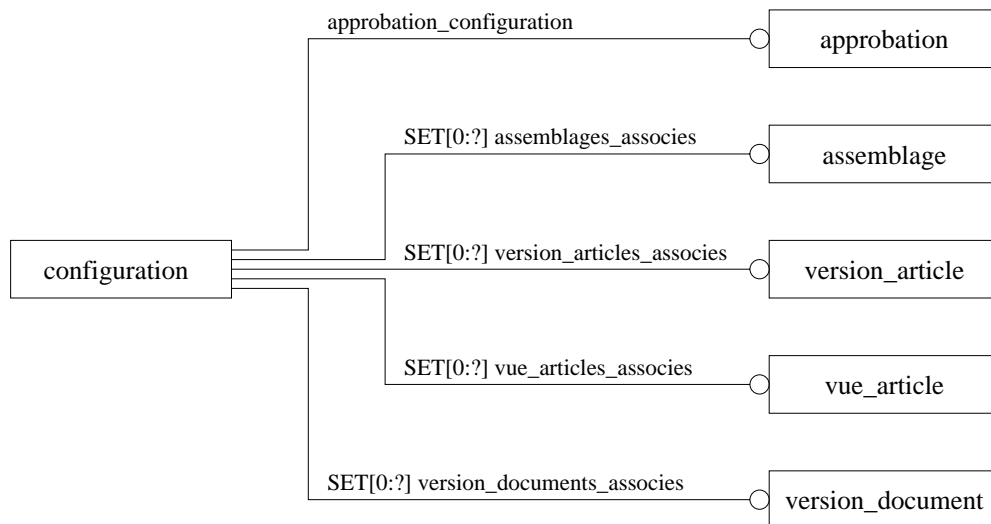 approbation_configuration
approbation
SET[0:?] assemblages_associes
assemblage
SET[0:?] version_articles_associes
configuration
version_article
SET[0:?] vue_articles_associes
vue_article
SET[0:?] version_documents_associes
version_document